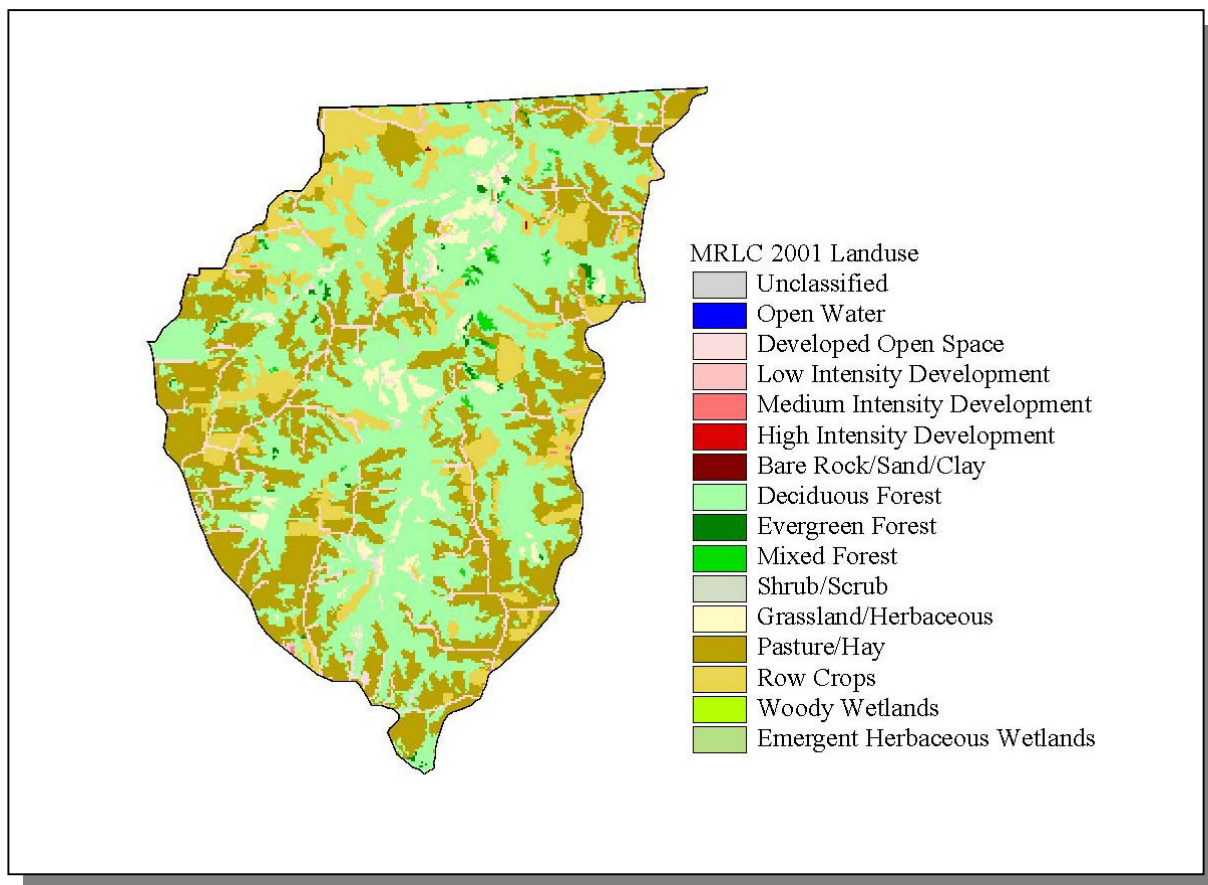 MRLC 2001 Landuse
Unclassified
Open Water
Developed Open Space
Low Intensity Development
Medium Intensity Development
High Intensity Development
Bare Rock/Sand/Clay
Deciduous Forest
Evergreen Forest
Mixed Forest
Shrub/Scrub
Grassland/Herbaceous
Pasture/Hay
Row Crops
Woody Wetlands
Emergent Herbaceous Wetlands